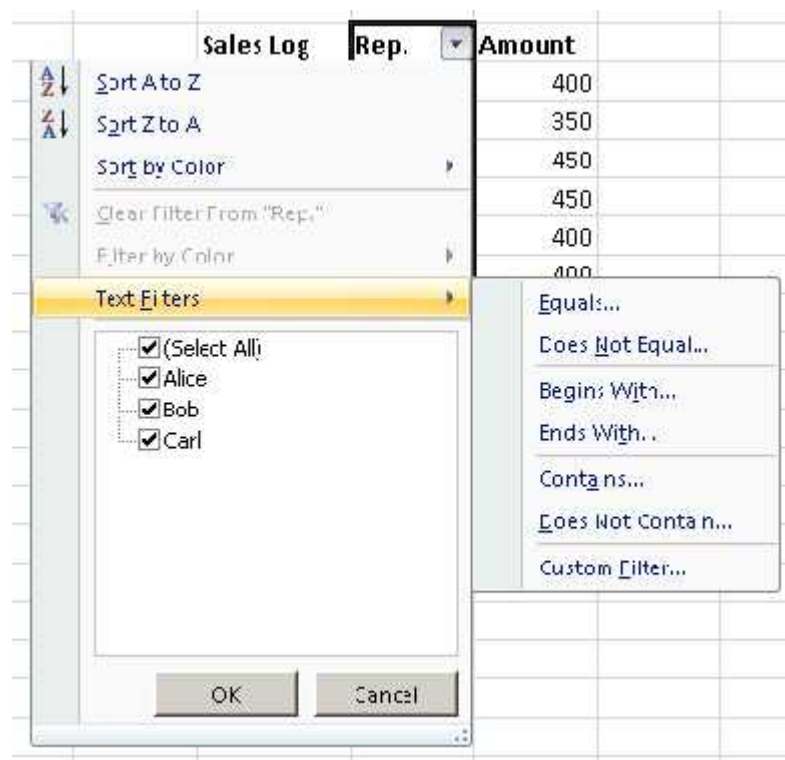 Sales Log Rep. Amount
Sort A to Z
400
Sort Z to A
350
Sort by Color
450
Clear Filter From "Rep."
450
Filter by Color
400
400
Text Filters
Equals...
(Select All)
Does Not Equal...
Alice
Begins With...
Bob
Ends With...
Carl
Contains...
Does Not Contain...
Custom Filter...
OK Cancel